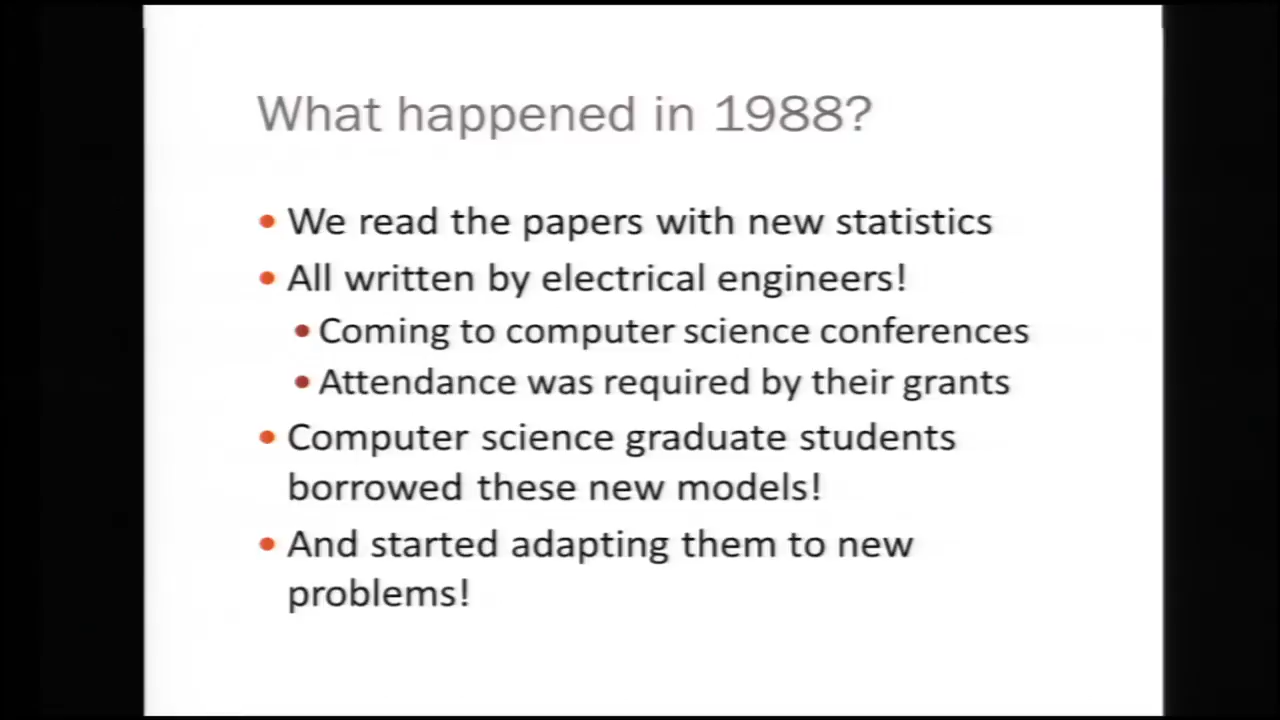 What happened in 1988?
• We read the papers with new statistics
• All written by electrical engineers!
• Coming to computer science conferences
• Attendance was required by their grants
• Computer science graduate students
borrowed these new models!
• And started adapting them to new
problems!